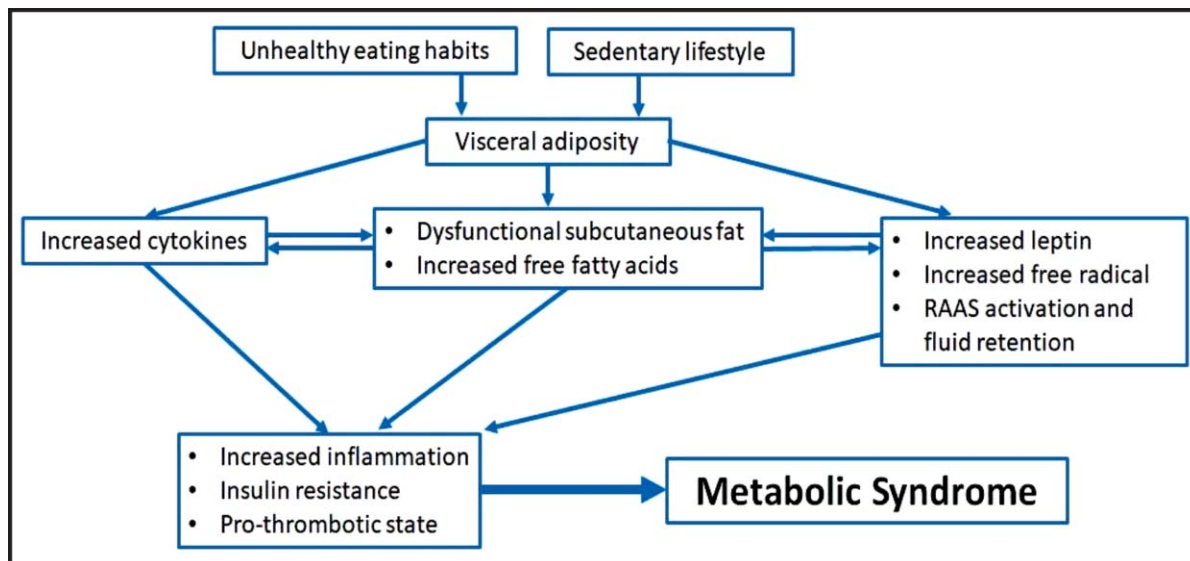 Unhealthy eating habits
Sedentary lifestyle
Visceral adiposity
Increased cytokines
• Dysfunctional subcutaneous fat
• Increased free fatty acids
• Increased leptin
• Increased free radical
• RAAS activation and
fluid retention
• Increased inflammation
• Insulin resistance
• Pro-thrombotic state
Metabolic Syndrome